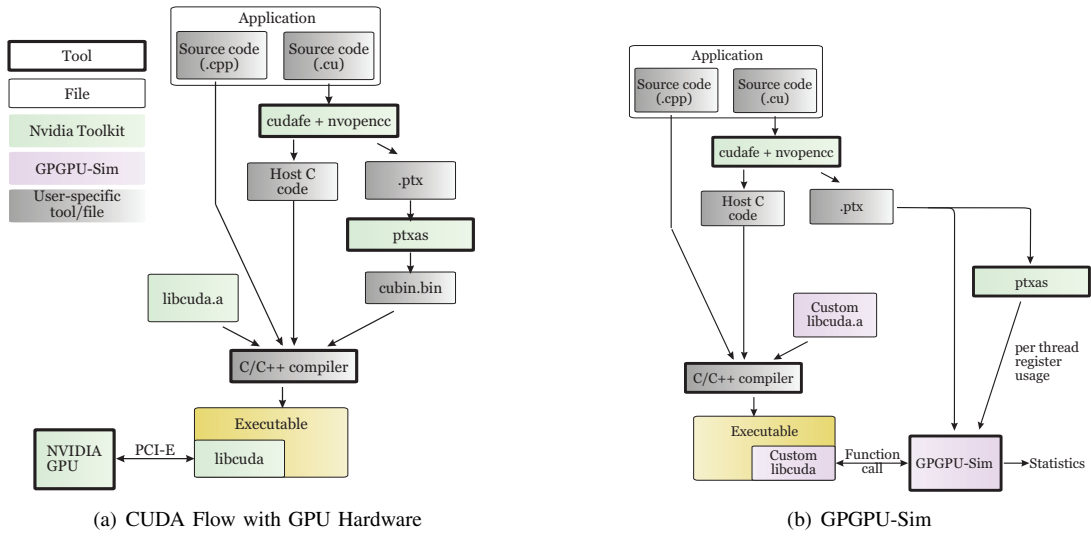 Tool
File
Nvidia Toolkit
GPGPU-Sim
User-specific
tool/file
Application
Source code
(.cpp)
Source code
(.cu)
cudafe + nvopencc
Host C
code
.ptx
ptxas
cubin.bin
libcuda.a
C/C++ compiler
Executable
libcuda
PCI-E
NVIDIA
GPU
(a) CUDA Flow with GPU Hardware
Application
Source code
(.cpp)
Source code
(.cu)
cudafe + nvopencc
Host C
code
.ptx
ptxas
Custom
libcuda.a
per thread
register
usage
C/C++ compiler
Executable
Custom
libcuda
Function
call
GPGPU-Sim
Statistics
(b) GPGPU-Sim